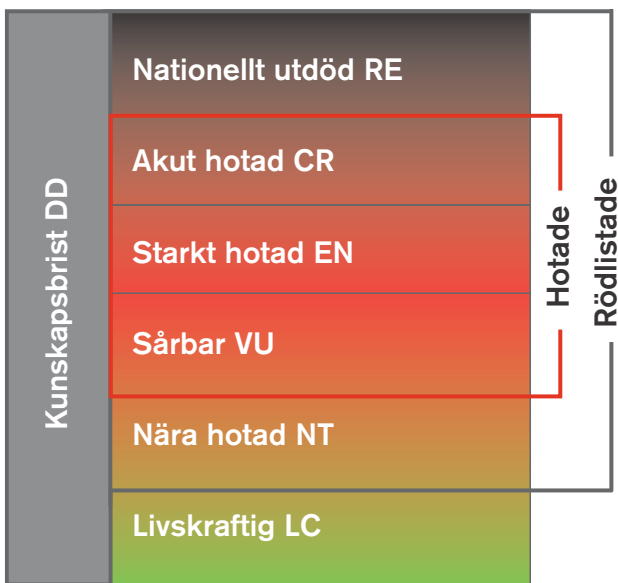 Kunskapsbrist DD
Nationellt utdöd RE
Akut hotad CR
Starkt hotad EN
Sårbar VU
Nära hotad NT
Livskraftig LC
Hotade
Rödlistade